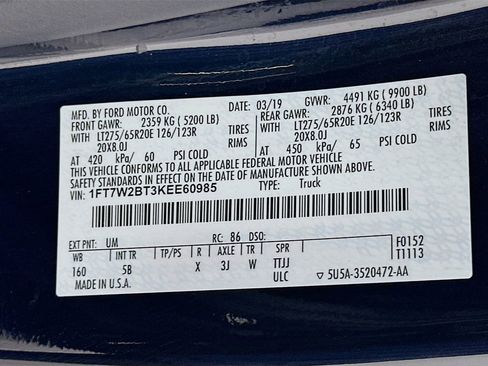 MFD. BY FORD MOTOR CO.
DATE: 03/19 GVWR: 4491 KG ( 9900 LB)
FRONT GAWR: 2359 KG ( 5200 LB) REAR GAWR: 2876 KG ( 6340 LB)
WITH LT275/65R20E 126/123R TIRES WITH LT275/65R20E 126/123R TIRES
20X8.0J RIMS 20X8.0J RIMS
AT 420 kPa/ 60 PSI COLD AT 450 kPa/ 65 PSI COLD
THIS VEHICLE CONFORMS TO ALL APPLICABLE FEDERAL MOTOR VEHICLE
SAFETY STANDARDS IN EFFECT ON THE DATE OF MANUFACTURE SHOWN ABOVE.
VIN: 1FT7W2BT3KEE60985 TYPE: Truck
EXT PNT: UM RC: 86 DSO: F0152
WB INT TR TP/PS R AXLE TR SPR T1113
160 5B X 3J W TTJJ
MADE IN U.S.A. ULC 5U5A-3520472-AA